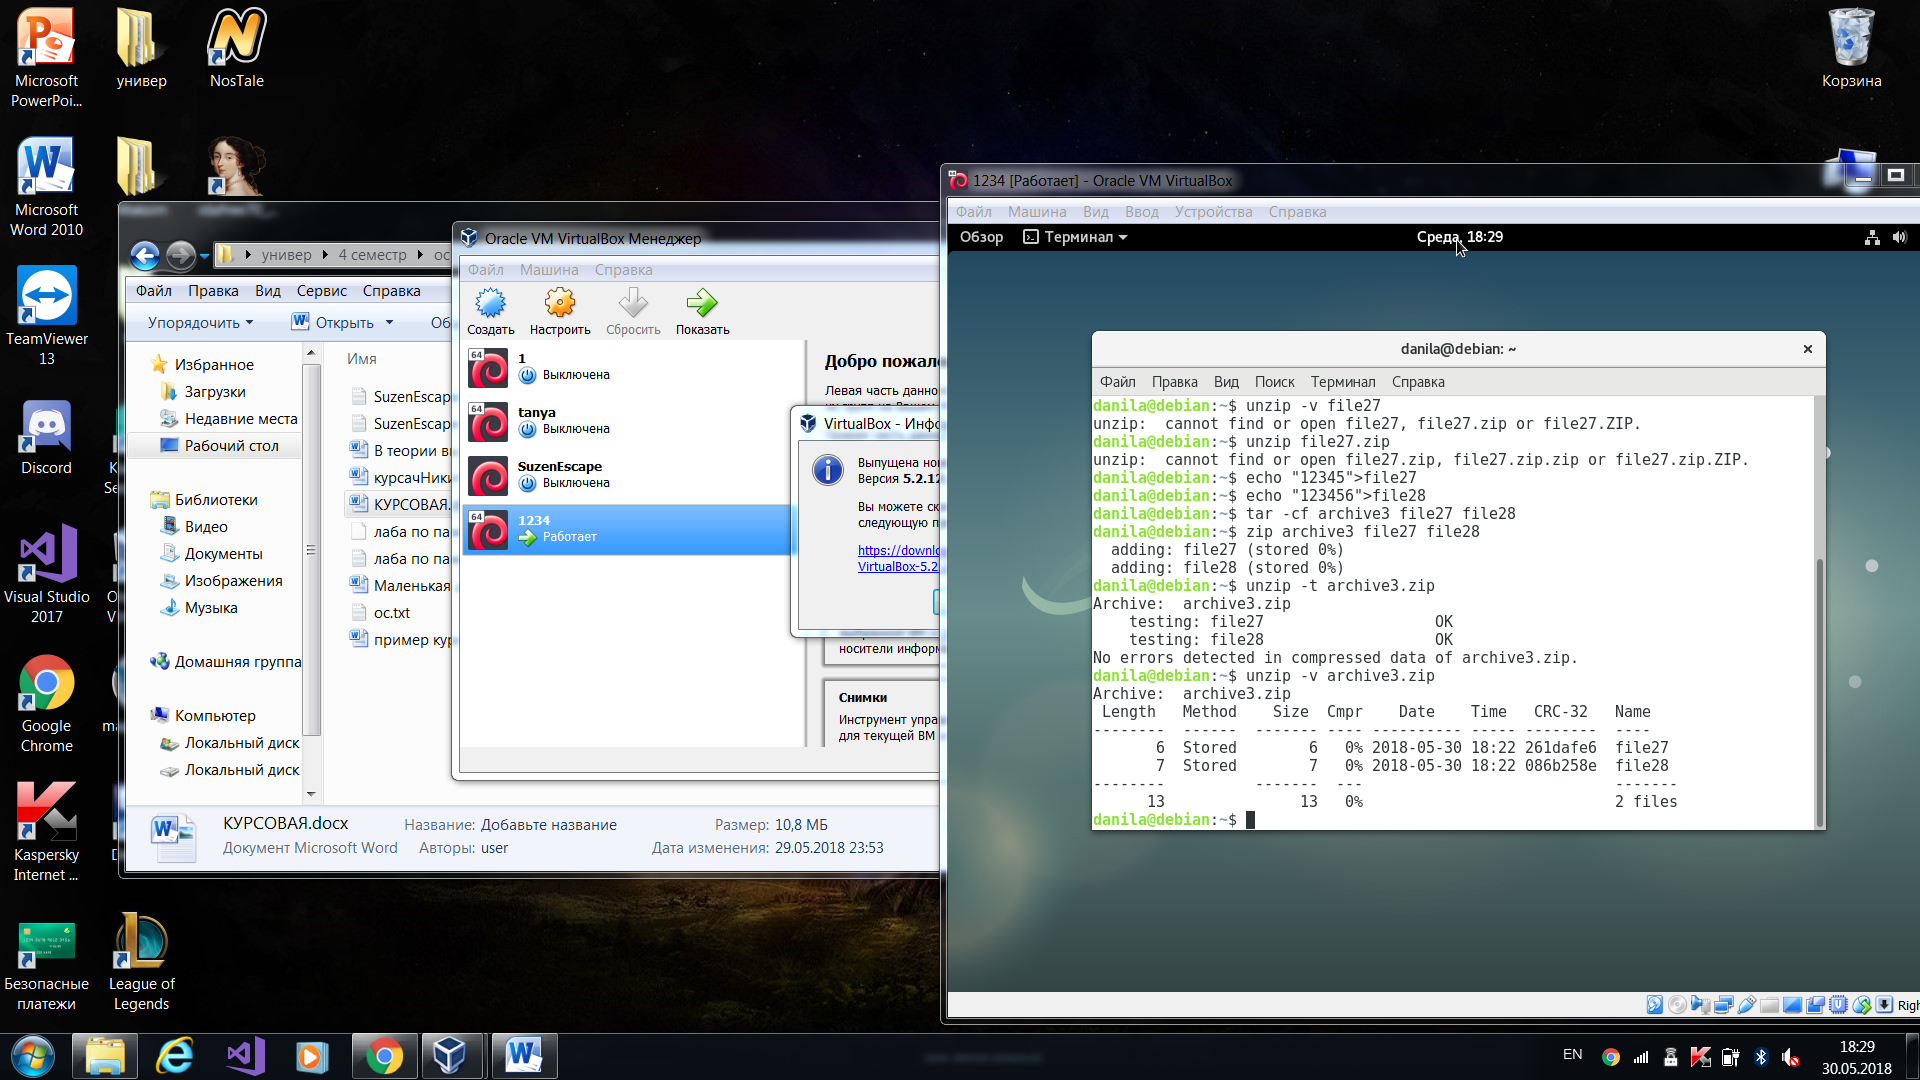 Microsoft
PowerPoi...
универ
NosTale
Корзина
Microsoft
Word 2010
TeamViewer
13
Discord
Visual Studio
2017
Google
Chrome
Kaspersky
Internet ...
Безопасные
платежи
League of
Legends
универ
4 семестр
ос
Файл
Правка
Вид
Сервис
Справка
Упорядочить
Открыть
Об
Избранное
Загрузки
Недавние места
Рабочий стол
Библиотеки
Видео
Документы
Изображения
Музыка
Домашняя группа
Компьютер
Локальный диск
Локальный диск
Имя
SuzenEscap
SuzenEscap
В теории в
курсачНики
КУРСОВАЯ.
лаба по па
лаба по па
Маленькая
ос.txt
пример кур
КУРСОВАЯ.docx
Документ Microsoft Word
Название: Добавьте название
Авторы: user
Размер: 10,8 МБ
Дата изменения: 29.05.2018 23:53
Oracle VM VirtualBox Менеджер
Файл Машина Справка
Создать
Настроить
Сбросить
Показать
64
1
Выключена
64
tanya
Выключена
SuzenEscape
Выключена
64
1234
Работает
Добро пожал
Левая часть данно
носители информ
Снимки
Инструмент упра
для текущей ВМ
VirtualBox - Инфо
Выпущена нов
Версия 5.2.12
Вы можете ск
следующую п
https://downlo
VirtualBox-5.2
1234 [Работает] - Oracle VM VirtualBox
Файл Машина Вид Ввод Устройства Справка
Обзор
Терминал
Среда, 18:29
danila@debian: ~
Файл Правка Вид Поиск Терминал Справка
danila@debian:~$ unzip -v file27
unzip:  cannot find or open file27, file27.zip or file27.ZIP.
danila@debian:~$ unzip file27.zip
unzip:  cannot find or open file27.zip, file27.zip.zip or file27.zip.ZIP.
danila@debian:~$ echo "12345">file27
danila@debian:~$ echo "123456">file28
danila@debian:~$ tar -cf archive3 file27 file28
danila@debian:~$ zip archive3 file27 file28
  adding: file27 (stored 0%)
  adding: file28 (stored 0%)
danila@debian:~$ unzip -t archive3.zip
Archive:  archive3.zip
    testing: file27                   OK
    testing: file28                   OK
No errors detected in compressed data of archive3.zip.
danila@debian:~$ unzip -v archive3.zip
Archive:  archive3.zip
 Length   Method    Size  Cmpr    Date    Time   CRC-32   Name
--------  ------  ------- ---- ---------- ----- --------  ----
       6  Stored        6   0% 2018-05-30 18:22 261dafe6  file27
       7  Stored        7   0% 2018-05-30 18:22 086b258e  file28
--------          -------  ---                            -------
      13               13   0%                            2 files
danila@debian:~$
Righ
EN
18:29
30.05.2018